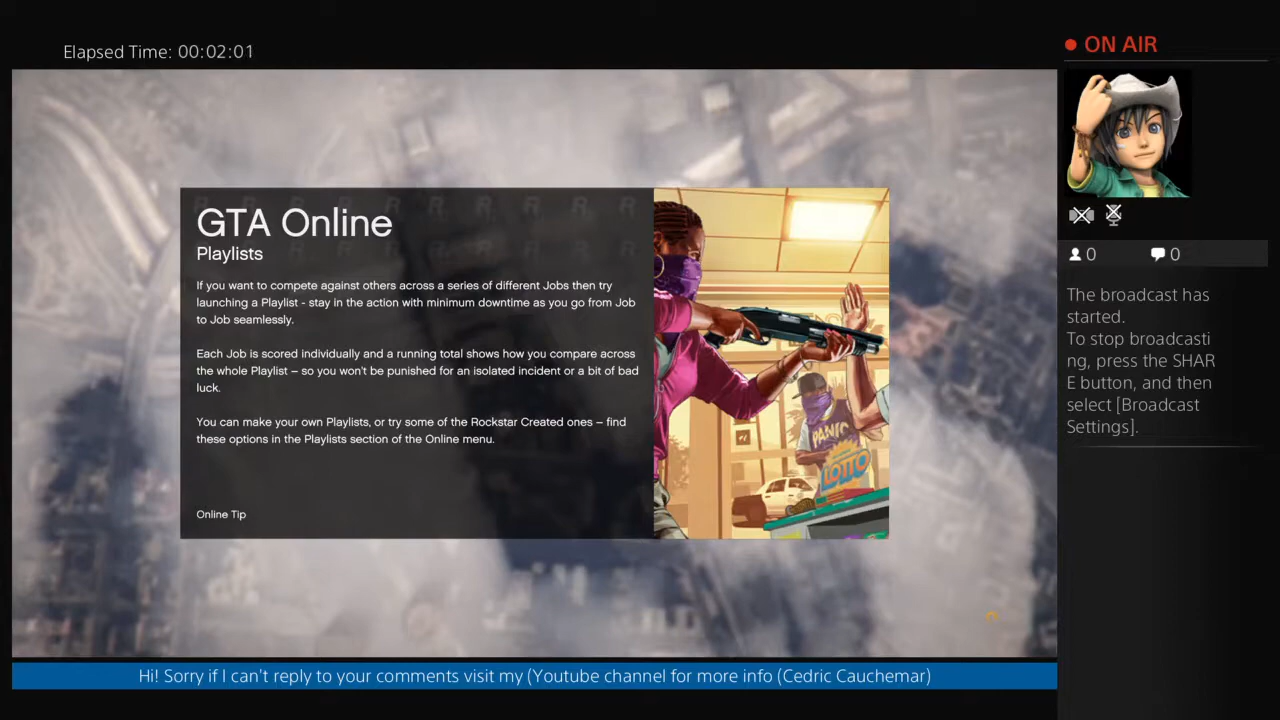 Elapsed Time: 00:02:01
ON AIR
GTA Online
Playlists
If you want to compete against others across a series of different Jobs then try
launching a Playlist - stay in the action with minimum downtime as you go from Job
to Job seamlessly.
Each Job is scored individually and a running total shows how you compare across
the whole Playlist – so you won't be punished for an isolated incident or a bit of bad
luck.
You can make your own Playlists, or try some of the Rockstar Created ones – find
these options in the Playlists section of the Online menu.
Online Tip
PANIC
LOTTO
0
0
The broadcast has
started.
To stop broadcasti
ng, press the SHAR
E button, and then
select [Broadcast
Settings].
Hi! Sorry if I can't reply to your comments visit my (Youtube channel for more info (Cedric Cauchemar)